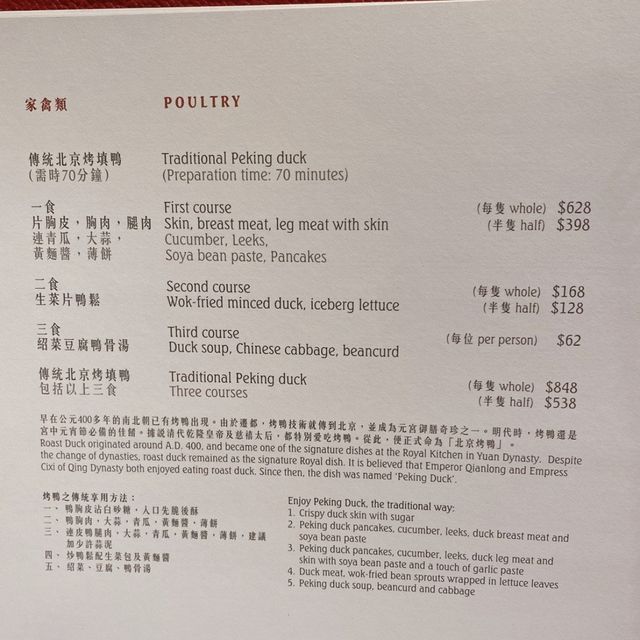 家禽類 POULTRY
傳統北京烤填鴨 Traditional Peking duck
(需時70分鐘) (Preparation time: 70 minutes)
一食 First course (每隻 whole) $628
片胸皮,胸肉,腿肉 Skin, breast meat, leg meat with skin (半隻 half) $398
連青瓜,大蒜, Cucumber, Leeks,
黃麵醬,薄餅 Soya bean paste, Pancakes
二食 Second course (每隻 whole) $168
生菜片鴨鬆 Wok-fried minced duck, iceberg lettuce (半隻 half) $128
三食 Third course (每位 per person) $62
紹菜豆腐鴨骨湯 Duck soup, Chinese cabbage, beancurd
傳統北京烤填鴨 Traditional Peking duck (每隻 whole) $848
包括以上三食 Three courses (半隻 half) $538
早在公元400多年的南北朝已有烤鴨出現。由於遷都,烤鴨技術就傳到北京,並成為元宮御膳奇珍之一。明代時,烤鴨還是
宮中元宵節必備的佳餚。據說清代乾隆皇帝及慈禧太后,都特別愛吃烤鴨。從此,便正式命為「北京烤鴨」。
Roast Duck originated around A.D. 400, and became one of the signature dishes at the Royal Kitchen in Yuan Dynasty. Despite
the change of dynasties, roast duck remained as the signature Royal dish. It is believed that Emperor Qianlong and Empress
Cixi of Qing Dynasty both enjoyed eating roast duck. Since then, the dish was named 'Peking Duck'.
烤鴨之傳統享用方法:
一、 鴨胸皮沾白砂糖,入口先脆後酥
二、 鴨胸肉,大蒜,青瓜,黃麵醬,薄餅
三、 連皮鴨腿肉,大蒜,青瓜,黃麵醬,薄餅,建議
加少許蒜泥
四、 炒鴨鬆配生菜包及黃麵醬
五、 紹菜、豆腐、鴨骨湯
Enjoy Peking Duck, the traditional way:
1. Crispy duck skin with sugar
2. Peking duck pancakes, cucumber, leeks, duck breast meat and
soya bean paste
3. Peking duck pancakes, cucumber, leeks, duck leg meat and
skin with soya bean paste and a touch of garlic paste
4. Duck meat, wok-fried bean sprouts wrapped in lettuce leaves
5. Peking duck soup, beancurd and cabbage